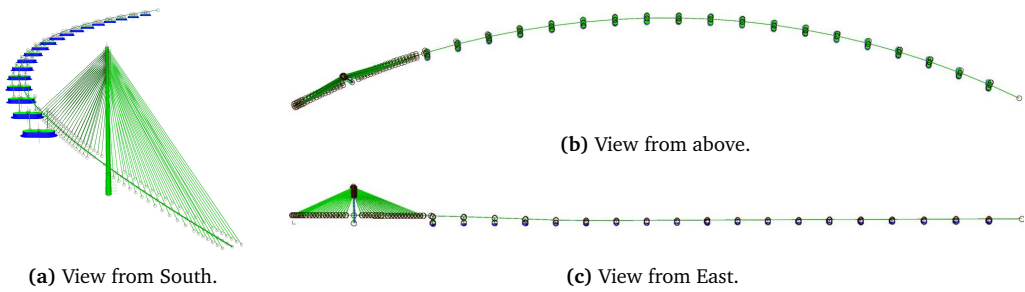 (b) View from above.
(a) View from South.
(c) View from East.